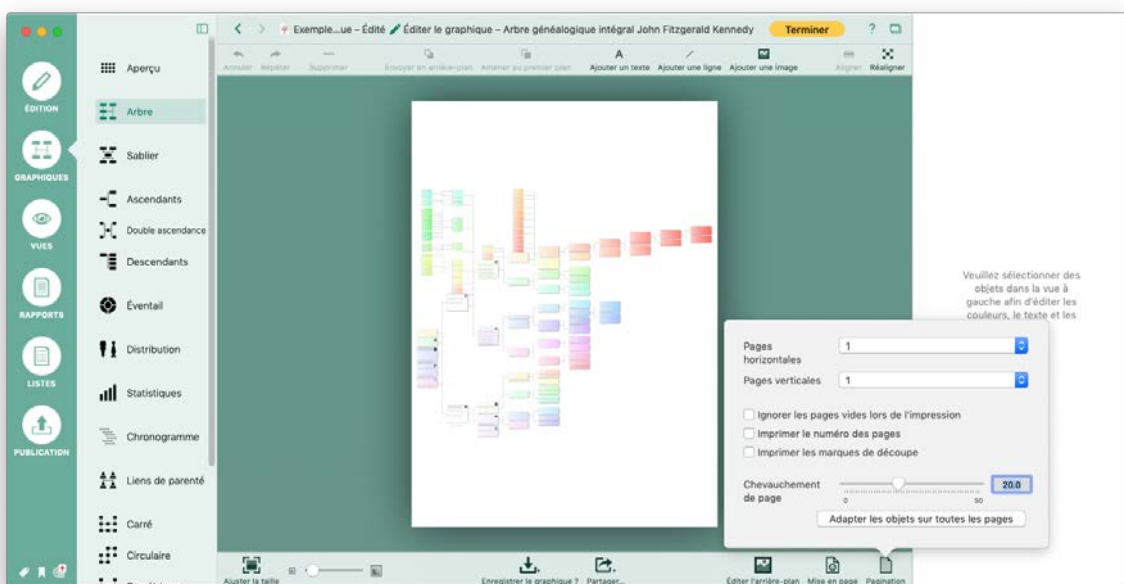 Exemple...ue – Édité
Éditer le graphique – Arbre généalogique intégral John Fitzgerald Kennedy
Terminer
?
Annuler
Répéter
Supprimer
Envoyer en arrière-plan
Amener au premier plan
Ajouter un texte
Ajouter une ligne
Ajouter une image
Aligner
Réaligner
ÉDITION
GRAPHIQUES
VUES
RAPPORTS
LISTES
PUBLICATION
Aperçu
Arbre
Sablier
Ascendants
Double ascendance
Descendants
Éventail
Distribution
Statistiques
Chronogramme
Liens de parenté
Carré
Circulaire
Veuillez sélectionner des
objets dans la vue à
gauche afin d'éditer les
couleurs, le texte et les
Pages
horizontales
1
Pages verticales
1
Ignorer les pages vides lors de l'impression
Imprimer le numéro des pages
Imprimer les marques de découpe
Chevauchement
de page
0
50
20.0
Adapter les objets sur toutes les pages
Ajuster la taille
Enregistrer le graphique ?
Partager...
Éditer l'arrière-plan
Mise en page
Pagination